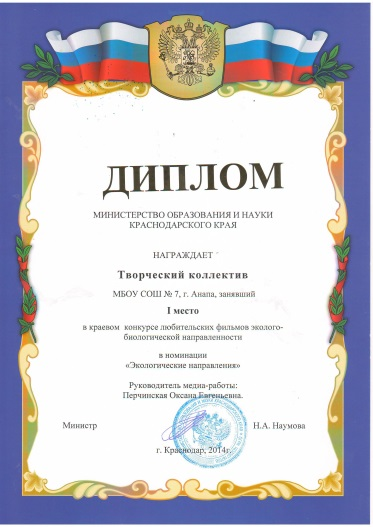 ДИПЛОМ
МИНИСТЕРСТВО ОБРАЗОВАНИЯ И НАУКИ
КРАСНОДАРСКОГО КРАЯ
НАГРАЖДАЕТ
Творческий коллектив
МБОУ СОШ № 7, г. Анапа, занявший
I место
в краевом конкурсе любительских фильмов эколого-
биологической направленности
в номинации
«Экологические направления»
Руководитель медиа-работы:
Перчинская Оксана Евгеньевна.
Министр Н.А. Наумова
г. Краснодар, 2014г.